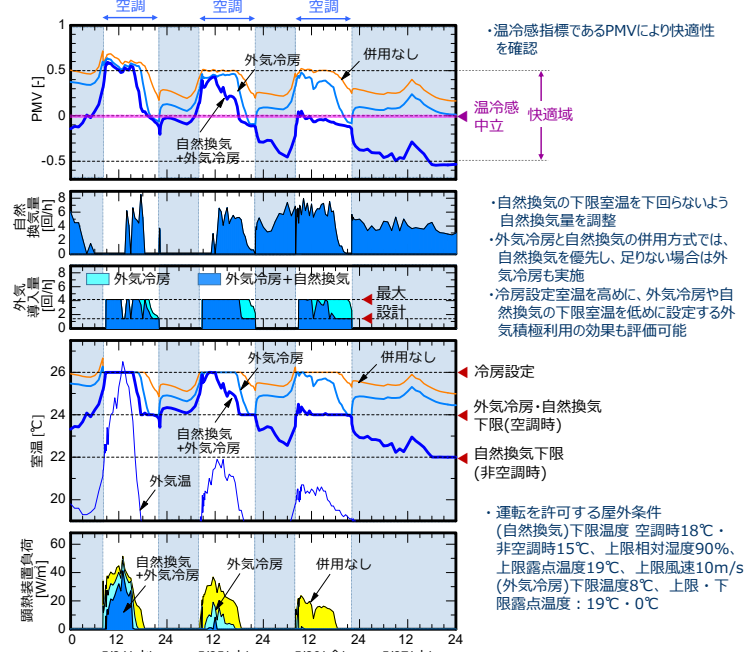 空調
空調
空調
1
0.5
0
-0.5
PMV [-]
外気冷房
併用なし
自然換気
+外気冷房
温冷感
中立
快適域
・温冷感指標であるPMVにより快適性
を確認
自然
換気量
[回/h]
8
6
4
2
0
・自然換気の下限室温を下回らないよう
自然換気量を調整
・外気冷房と自然換気の併用方式では、
自然換気を優先し、足りない場合は外
気冷房も実施
・冷房設定室温を高めに、外気冷房や自
然換気の下限室温を低めに設定する外
気積極利用の効果も評価可能
外気
導入量
[回/h]
8
6
4
2
0
外気冷房
外気冷房+自然換気
最大
設計
室温 [℃]
26
24
22
20
外気冷房
併用なし
自然換気
+外気冷房
外気温
冷房設定
外気冷房・自然換気
下限(空調時)
自然換気下限
(非空調時)
顕熱装置負荷
[W/㎡]
60
40
20
0
自然換気
+外気冷房
外気冷房
併用なし
0 12 24 12 24 12 24 12 24
・運転を許可する屋外条件
(自然換気)下限温度 空調時18℃・
非空調時15℃、上限相対湿度90%、
上限露点温度19℃、上限風速10m/s
(外気冷房)下限温度8℃、上限・下
限露点温度：19℃・0℃